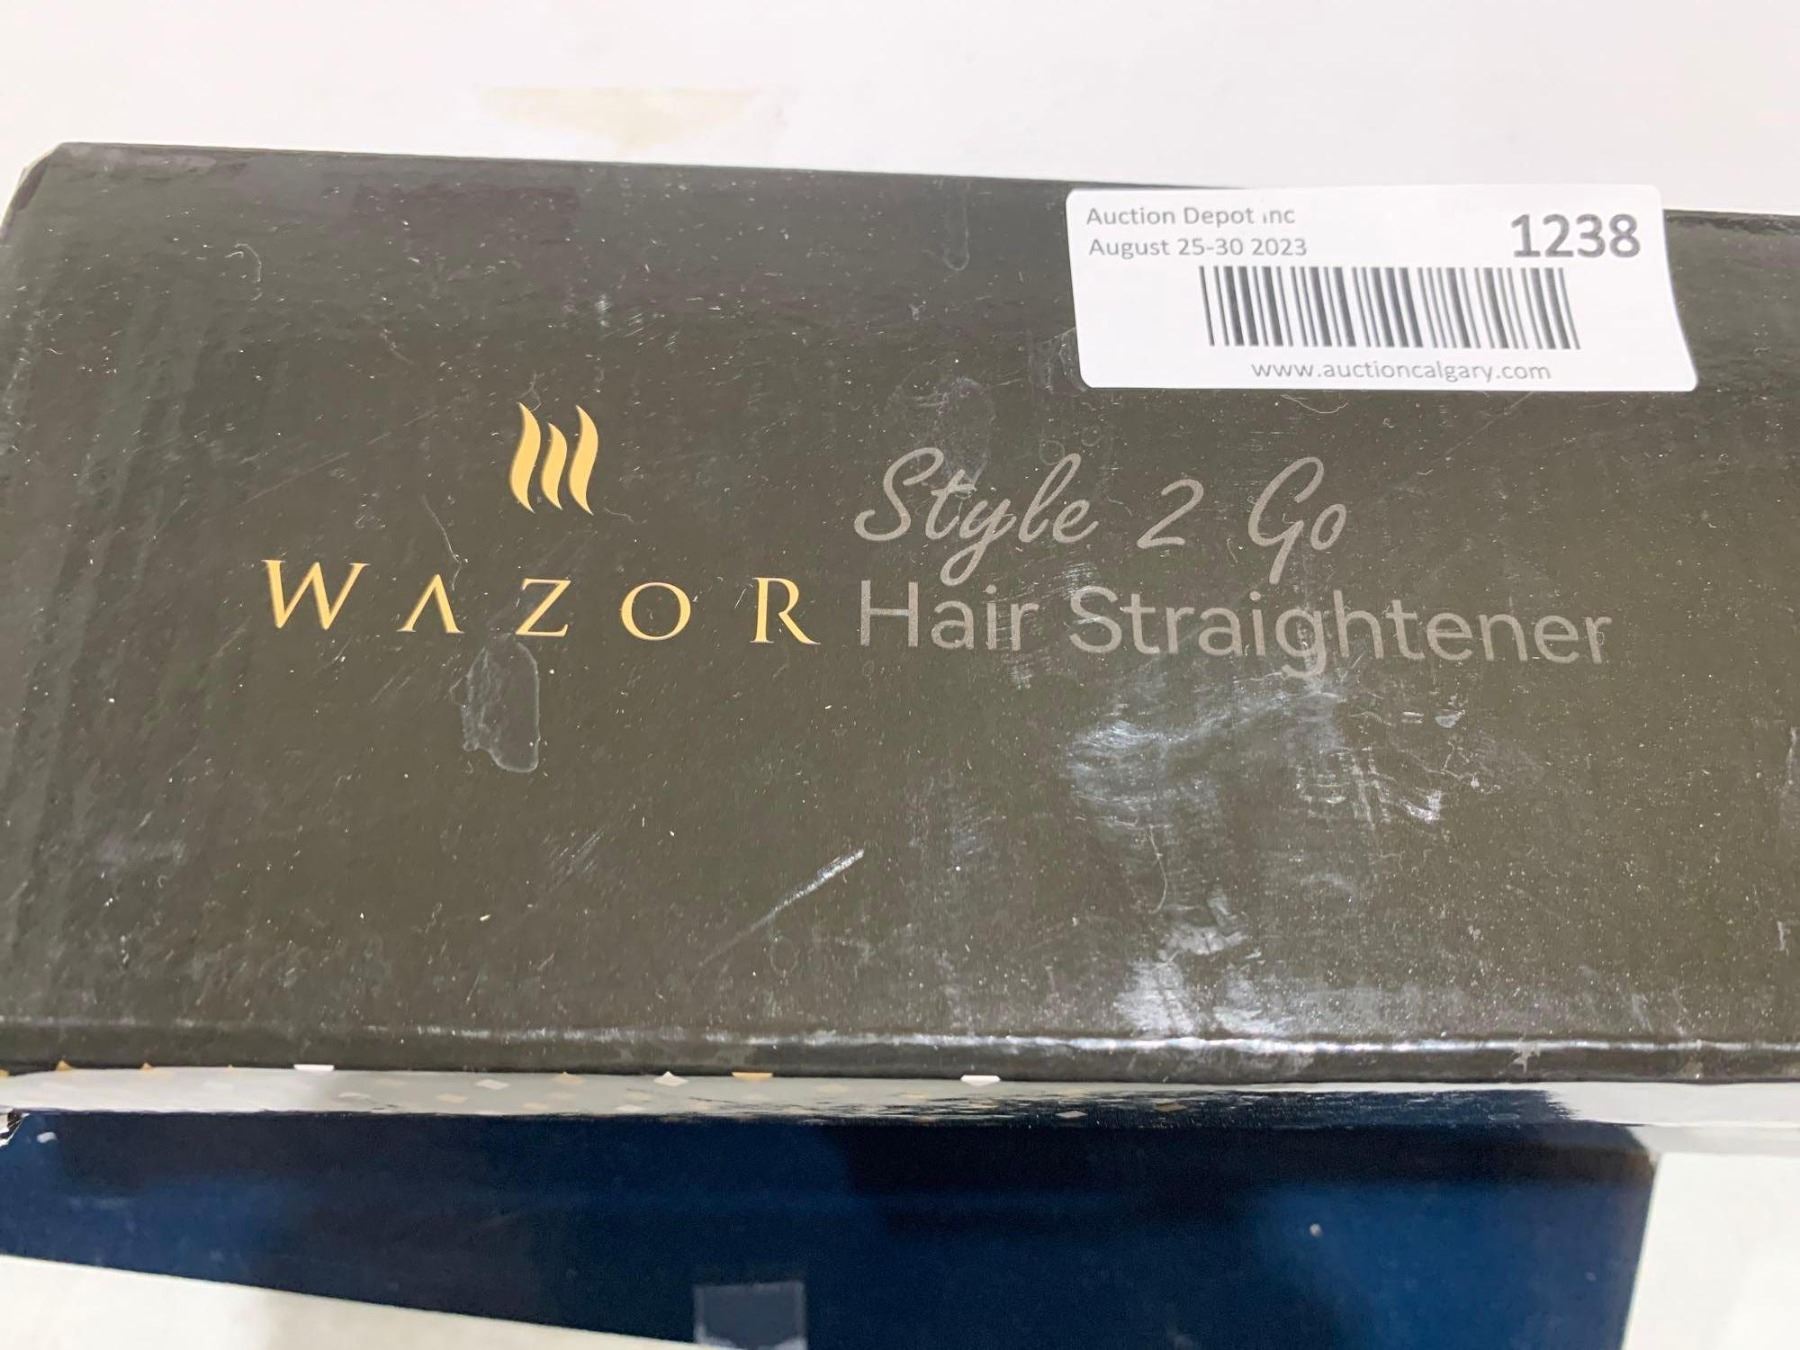 Auction Depot inc
August 25-30 2023
1238
www.auctioncalgary.com
WAZOR
Style 2 Go
Hair Straightener